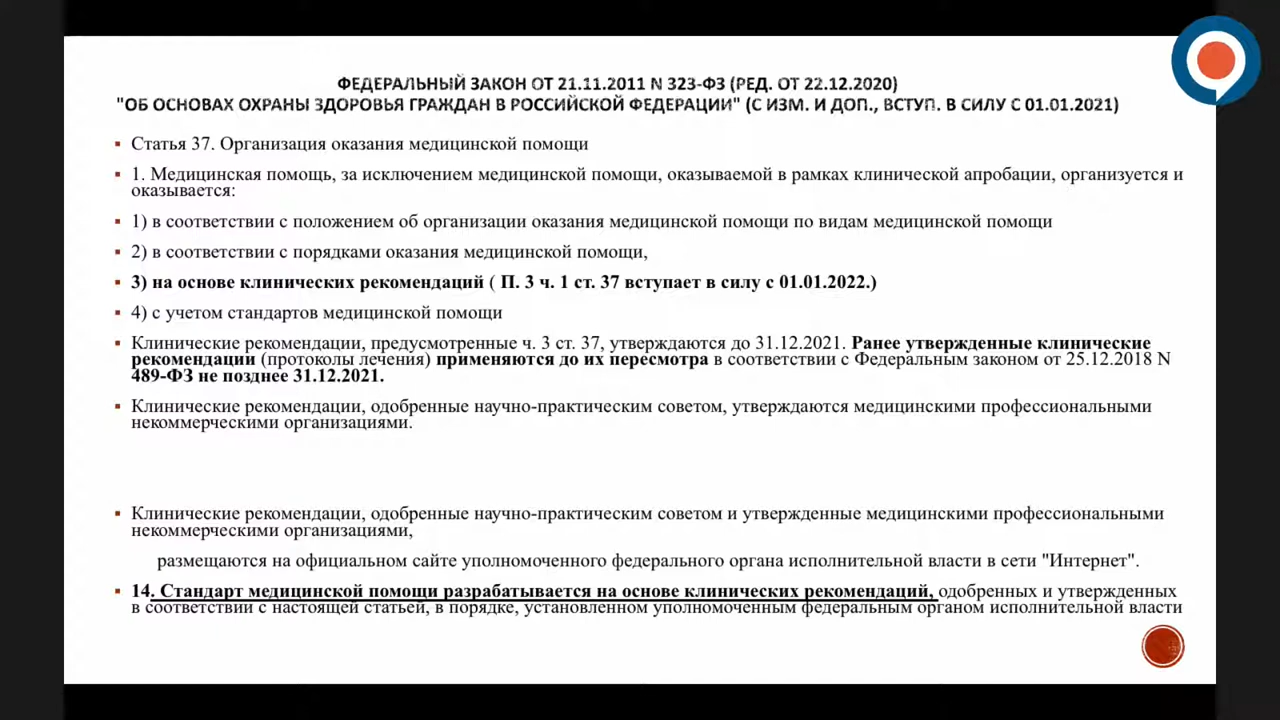 ФЕДЕРАЛЬНЫЙ ЗАКОН ОТ 21.11.2011 N 323-ФЗ (РЕД. ОТ 22.12.2020)
"ОБ ОСНОВАХ ОХРАНЫ ЗДОРОВЬЯ ГРАЖДАН В РОССИЙСКОЙ ФЕДЕРАЦИИ" (С ИЗМ. И ДОП., ВСТУП. В СИЛУ С 01.01.2021)
▪ Статья 37. Организация оказания медицинской помощи
▪ 1. Медицинская помощь, за исключением медицинской помощи, оказываемой в рамках клинической апробации, организуется и
оказывается:
▪ 1) в соответствии с положением об организации оказания медицинской помощи по видам медицинской помощи
▪ 2) в соответствии с порядками оказания медицинской помощи,
▪ 3) на основе клинических рекомендаций ( П. 3 ч. 1 ст. 37 вступает в силу с 01.01.2022.)
▪ 4) с учетом стандартов медицинской помощи
▪ Клинические рекомендации, предусмотренные ч. 3 ст. 37, утверждаются до 31.12.2021. Ранее утвержденные клинические
рекомендации (протоколы лечения) применяются до их пересмотра в соответствии с Федеральным законом от 25.12.2018 N
489-ФЗ не позднее 31.12.2021.
▪ Клинические рекомендации, одобренные научно-практическим советом, утверждаются медицинскими профессиональными
некоммерческими организациями.
▪ Клинические рекомендации, одобренные научно-практическим советом и утвержденные медицинскими профессиональными
некоммерческими организациями,
размещаются на официальном сайте уполномоченного федерального органа исполнительной власти в сети "Интернет".
▪ 14. Стандарт медицинской помощи разрабатывается на основе клинических рекомендаций, одобренных и утвержденных
в соответствии с настоящей статьей, в порядке, установленном уполномоченным федеральным органом исполнительной власти